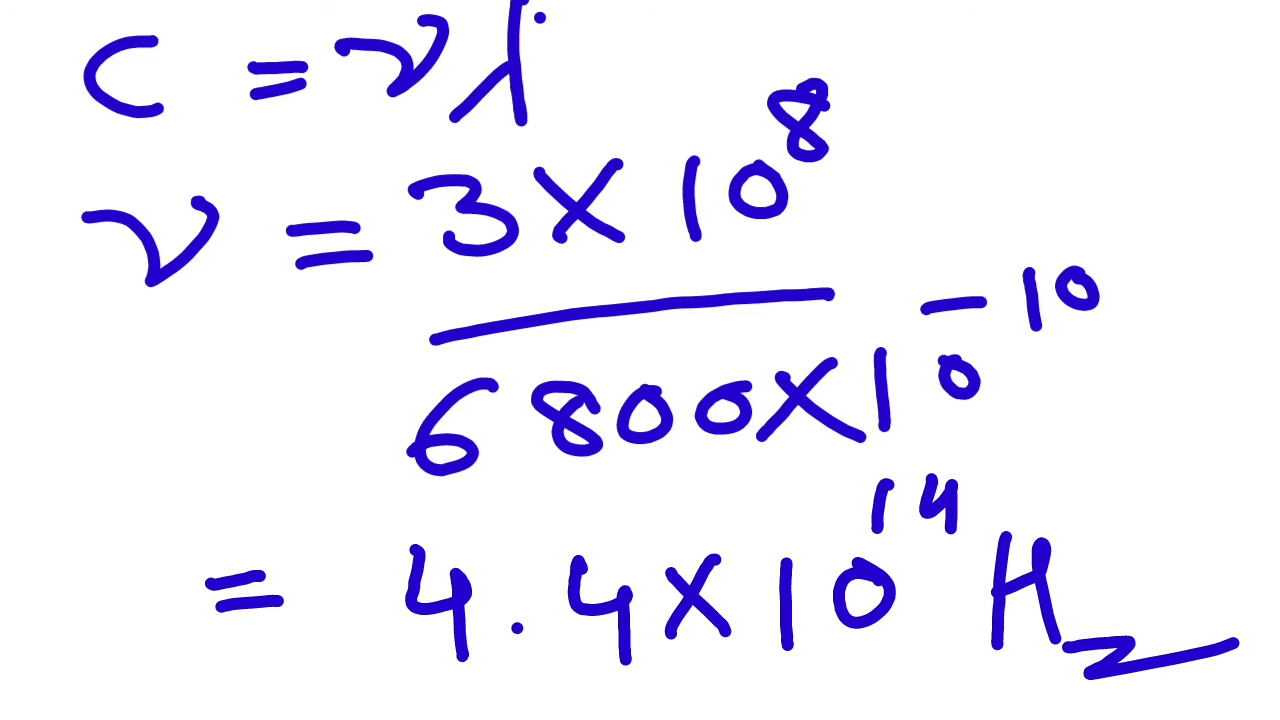 c = νλ
ν = 3 × 10⁸
6800 × 10⁻¹⁰
= 4.4 × 10¹⁴ Hz